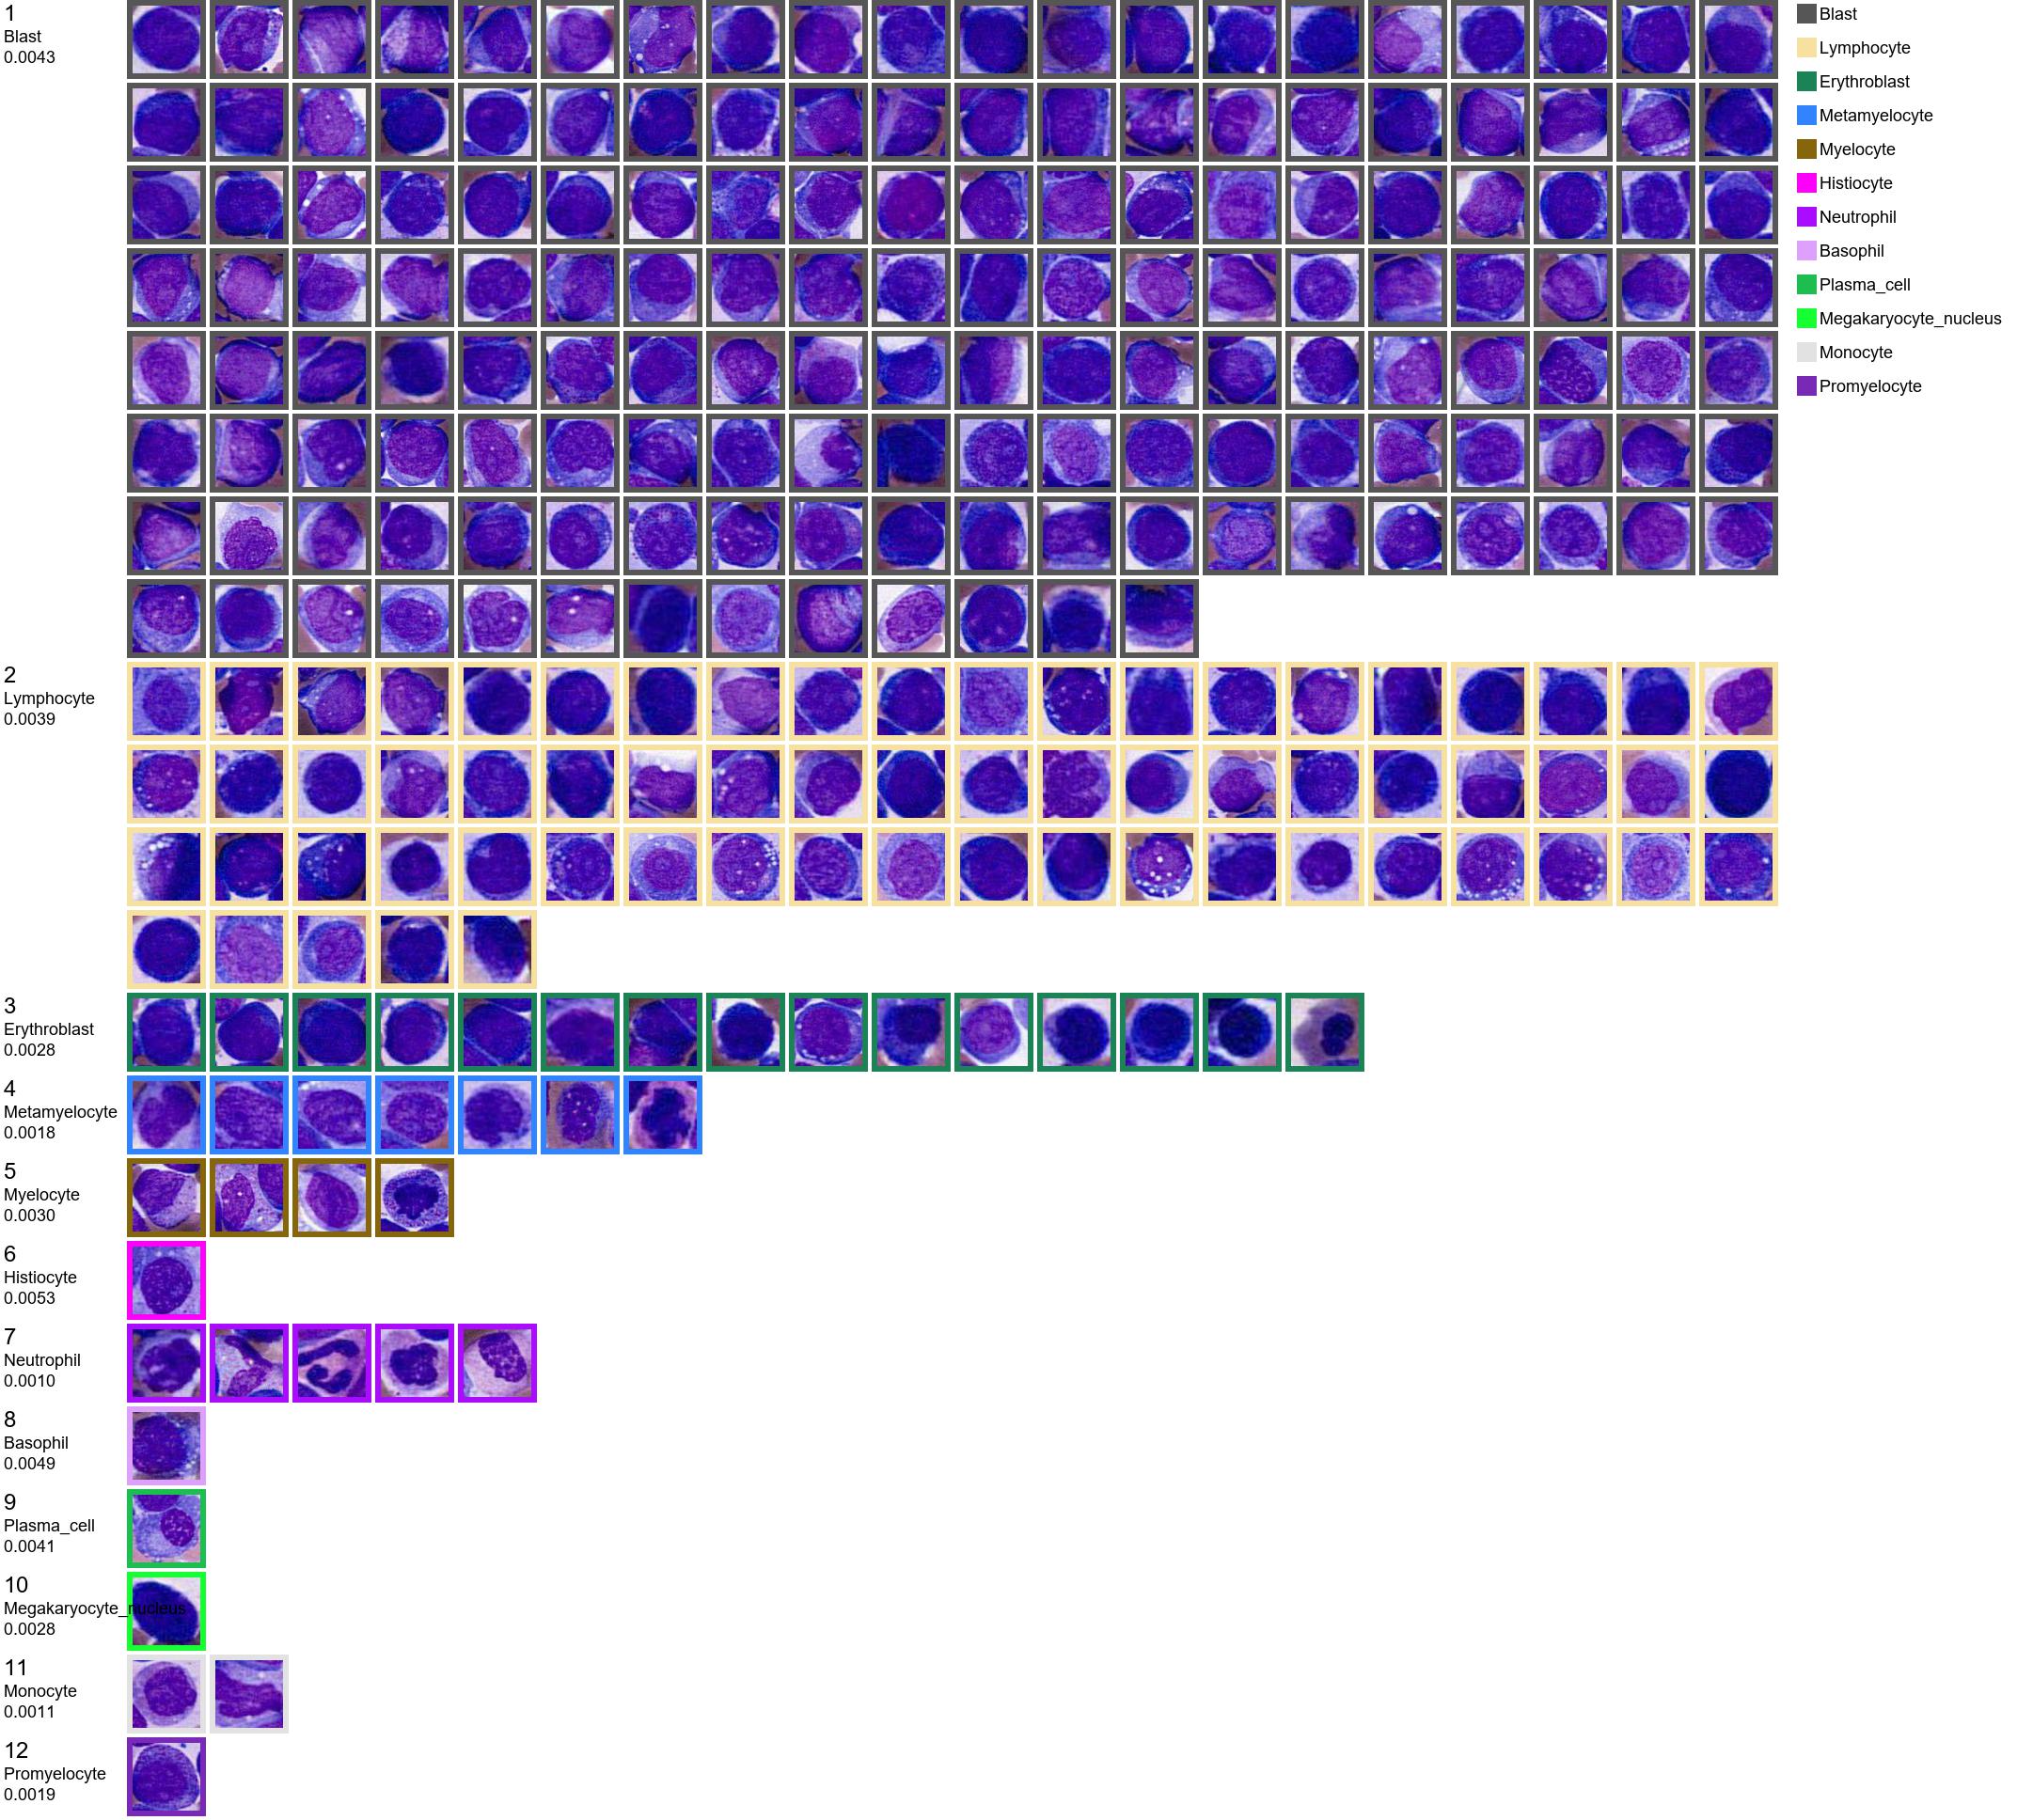 1
Blast
0.0043
2
Lymphocyte
0.0039
3
Erythroblast
0.0028
4
Metamyelocyte
0.0018
5
Myelocyte
0.0030
6
Histiocyte
0.0053
7
Neutrophil
0.0010
8
Basophil
0.0049
9
Plasma_cell
0.0041
10
Megakaryocyte_nucleus
0.0028
11
Monocyte
0.0011
12
Promyelocyte
0.0019
Blast
Lymphocyte
Erythroblast
Metamyelocyte
Myelocyte
Histiocyte
Neutrophil
Basophil
Plasma_cell
Megakaryocyte_nucleus
Monocyte
Promyelocyte